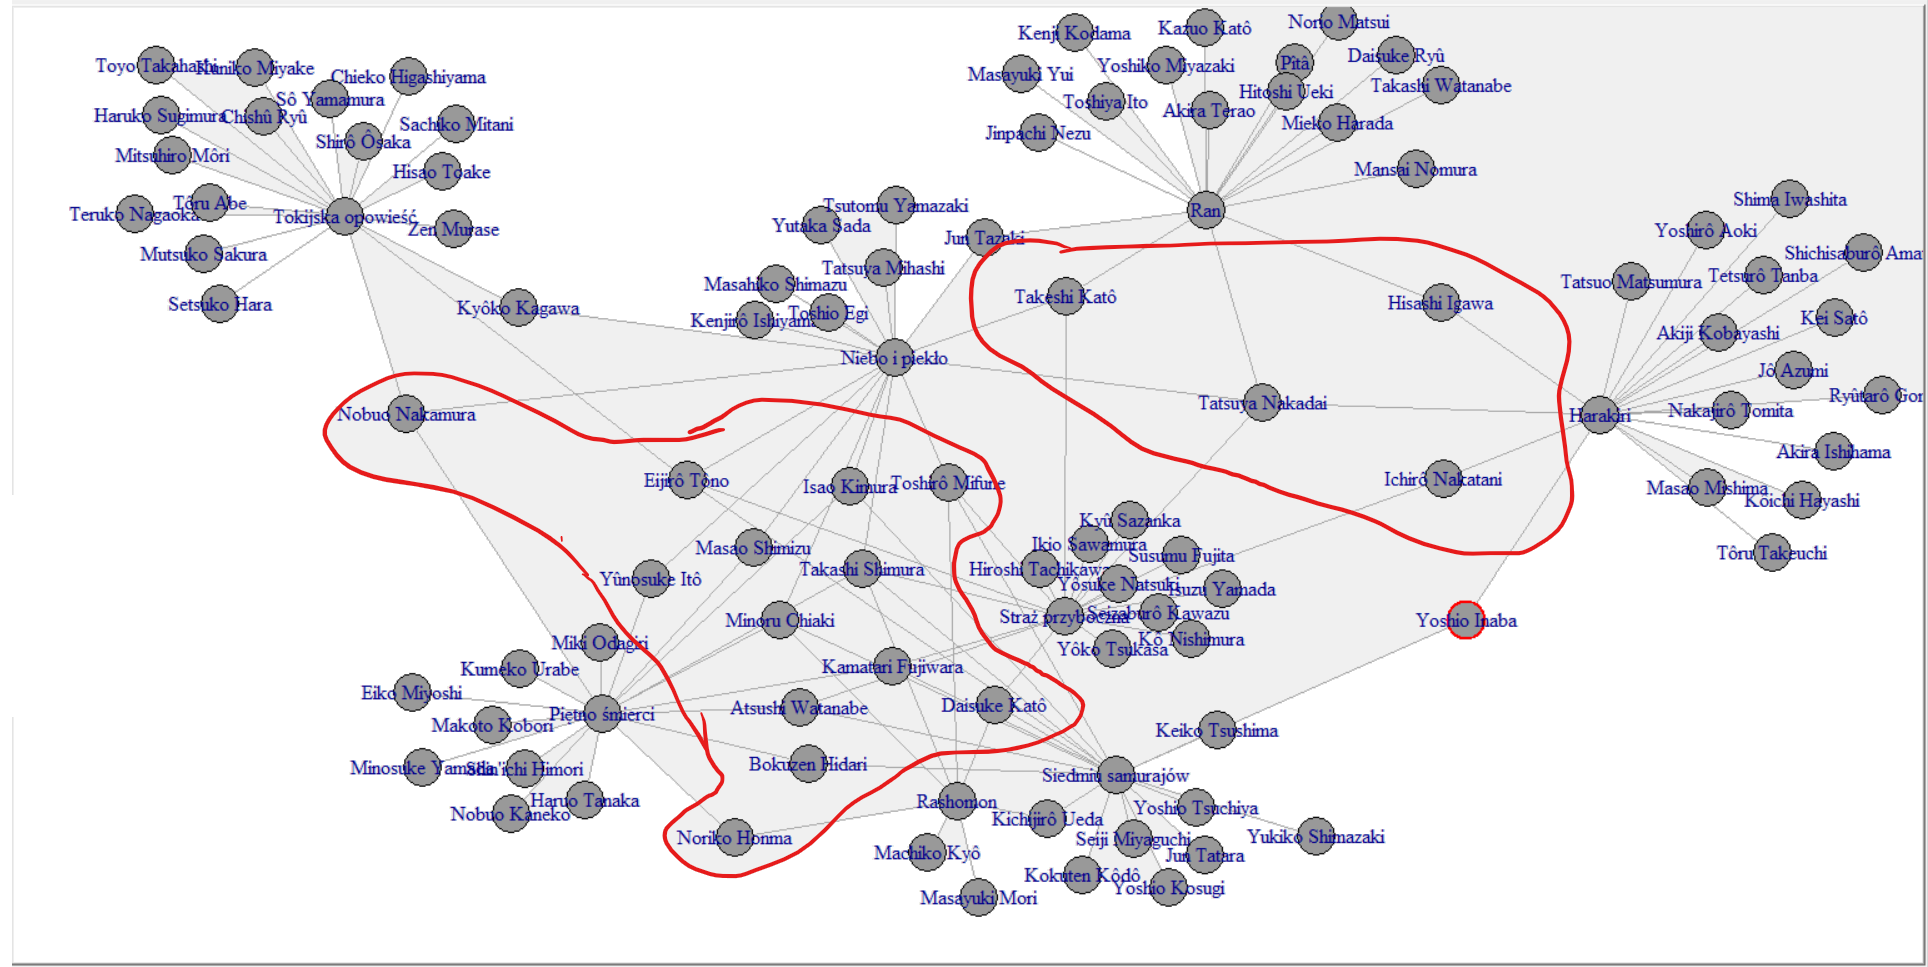 Nono Matsui
Kazuo Katô
Kenji Kodama
Daisuke Ryû
Pîtâ
Toyo Takahashi
Kuniko Miyake
Yoshiko Miyazaki
Masayuki Yui
Chieko Higashiyama
Takashi Watanabe
Hitoshi Ueki
Sô Yamamura
Toshiya Ito
Akira Terao
Haruko Sugimura
Chishû Ryû
Sachiko Mitani
Mieko Harada
Jinpachi Nezu
Shirô Ôsaka
Mitsuhiro Môri
Mansai Nomura
Hisao Toake
Shima Iwashita
Tôru Abe
Tsutomu Yamazaki
Ran
Teruko Nagaoka
Tokijska opowieść
Yutaka Sada
Zen Murase
Yoshirô Aoki
Jun Tazaki
Mutsuko Sakura
Shichisaburô Ama
Tatsuya Mihashi
Tetsurô Tanba
Tatsuo Matsumura
Masahiko Shimazu
Takeshi Katô
Setsuko Hara
Hisashi Igawa
Kyôko Kagawa
Toshio Egi
Kei Satô
Kenjirô Ishiyama
Akiji Kobayashi
Niebo i piekło
Jô Azumi
Ryûtarô Gor
Tatsuya Nakadai
Nakajirô Tomita
Nobuo Nakamura
Harakiri
Akira Ishihama
Ichirô Nakatani
Eijirô Tôno
Toshirô Mifune
Isao Kimura
Masao Mishima
Kôichi Hayashi
Kyû Sazanka
Ikio Sawamura
Masao Shimizu
Tôru Takeuchi
Susumu Fujita
Takashi Shimura
Hiroshi Tachikawa
Yûnosuke Itô
Yôsuke Natsuki
Isuzu Yamada
Seizaburô Kawazu
Straż przyboczna
Minoru Chiaki
Yoshio Inaba
Kô Nishimura
Miki Odagiri
Yôko Tsukasa
Kamatari Fujiwara
Kumeko Urabe
Eiko Miyoshi
Daisuke Katô
Atsushi Watanabe
Piętno śmierci
Makoto Kobori
Keiko Tsushima
Bokuzen Hidari
Minosuke Yamada
Shin'ichi Himori
Siedmiu samurajów
Haruo Tanaka
Rashomon
Yoshio Tsuchiya
Nobuo Kaneko
Kichijirô Ueda
Noriko Honma
Yukiko Shimazaki
Seiji Miyaguchi
Machiko Kyô
Jun Tatara
Kokuten Kôdô
Yoshio Kosugi
Masayuki Mori